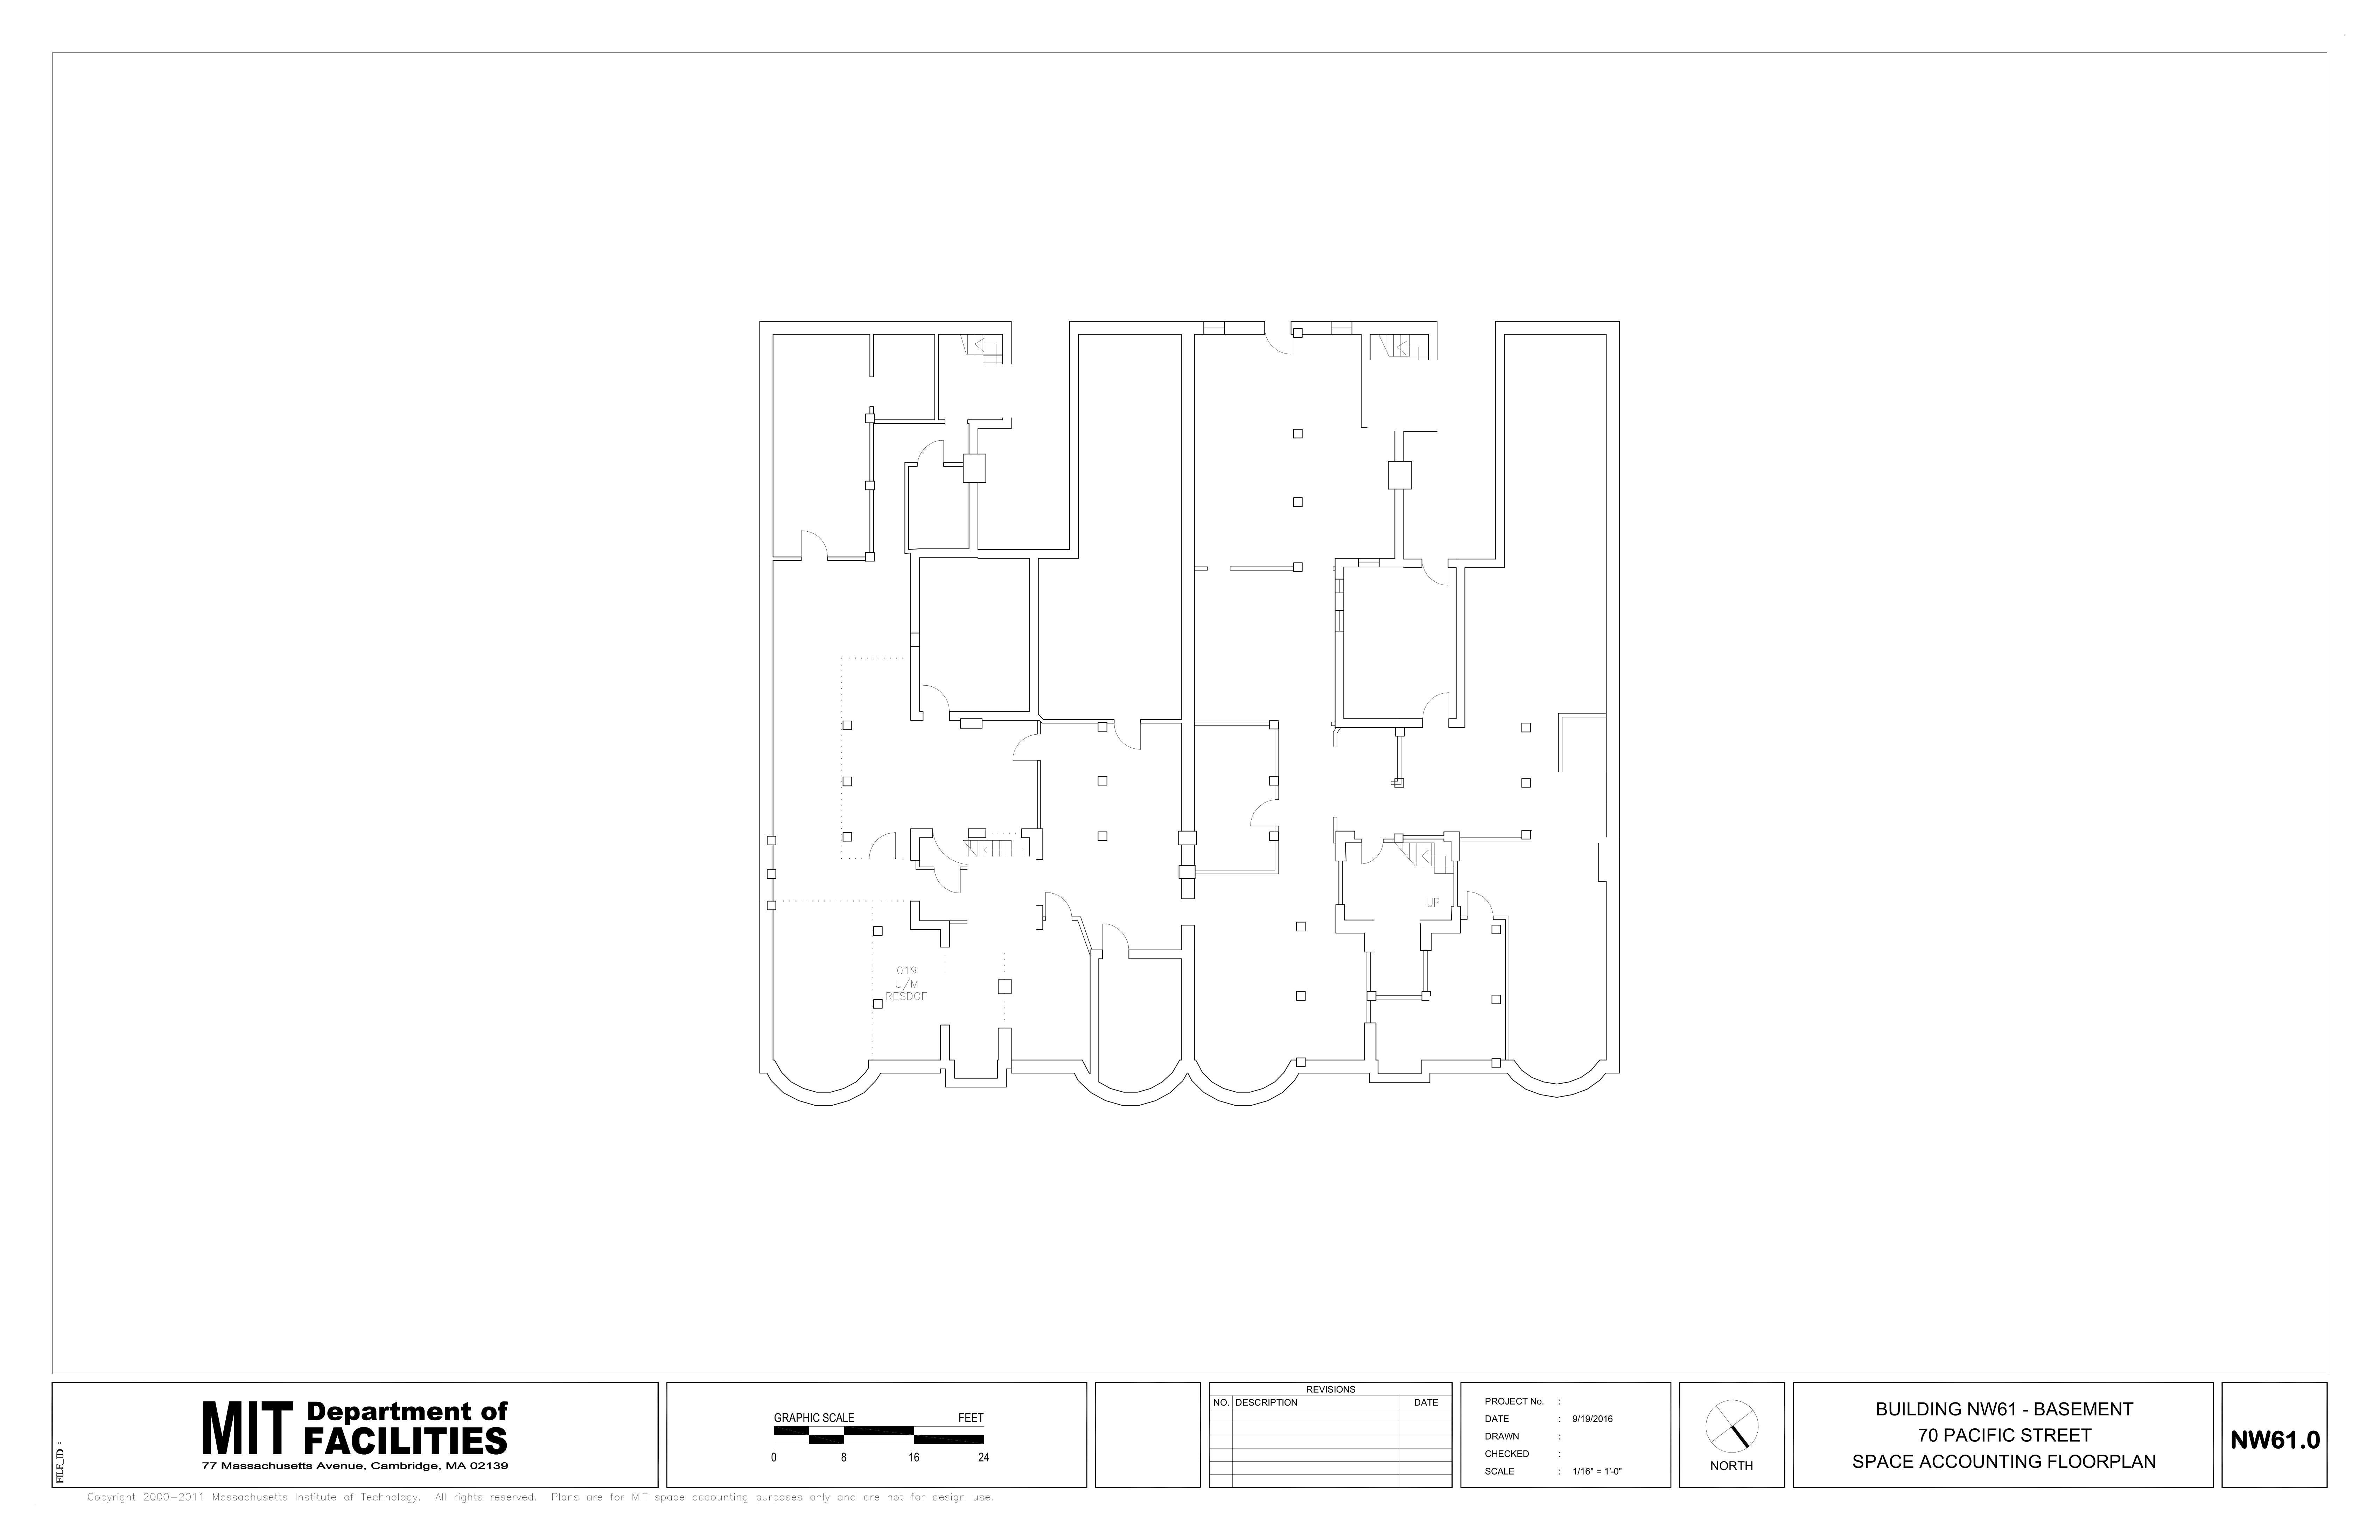 UP
019
U/M
RESDOF
FILE_ID :
MIT Department of
FACILITIES
77 Massachusetts Avenue, Cambridge, MA 02139
GRAPHIC SCALE FEET
0 8 16 24
REVISIONS
NO. DESCRIPTION DATE
PROJECT No. :
DATE : 9/19/2016
DRAWN :
CHECKED :
SCALE : 1/16" = 1'-0"
NORTH
BUILDING NW61 - BASEMENT
70 PACIFIC STREET
SPACE ACCOUNTING FLOORPLAN
NW61.0
Copyright 2000-2011 Massachusetts Institute of Technology. All rights reserved. Plans are for MIT space accounting purposes only and are not for design use.